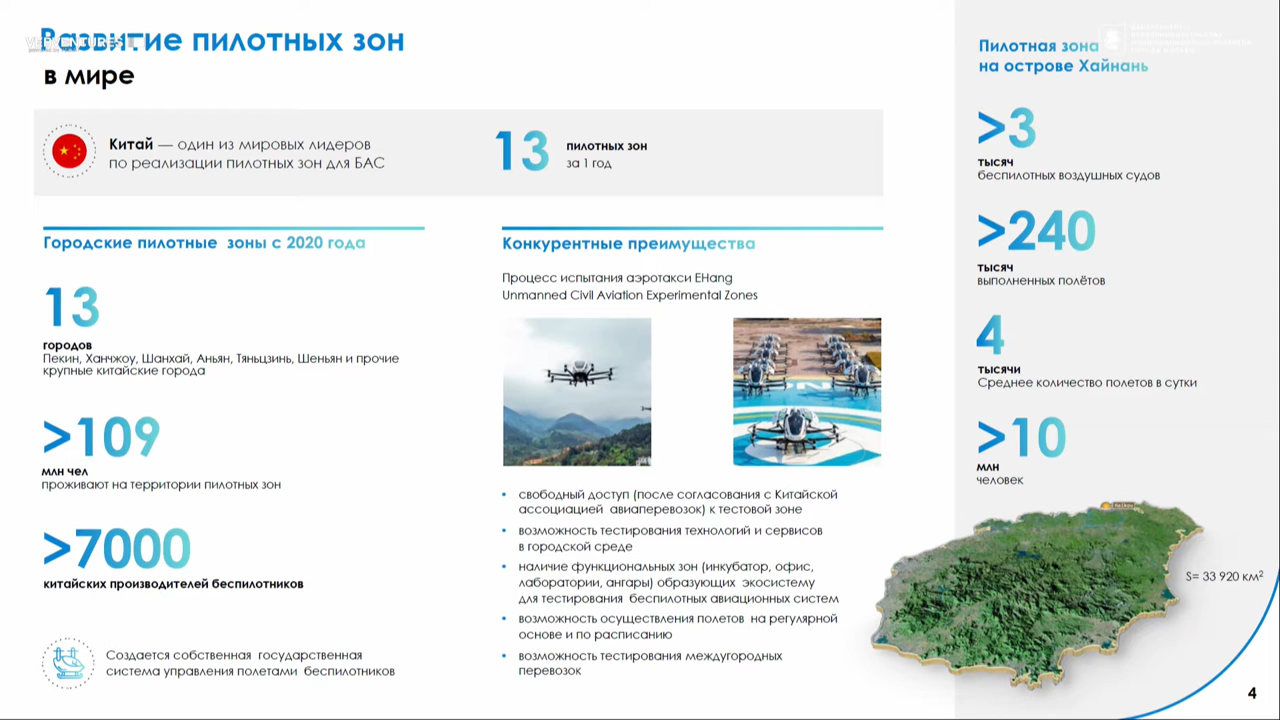 Развитие пилотных зон
в мире
Китай — один из мировых лидеров
по реализации пилотных зон для БАС
13
пилотных зон
за 1 год
Городские пилотные зоны с 2020 года
13
городов
Пекин, Ханчжоу, Шанхай, Аньян, Тяньцзинь, Шеньян и прочие
крупные китайские города
>109
млн чел
проживают на территории пилотных зон
>7000
китайских производителей беспилотников
Создается собственная государственная
система управления полетами беспилотников
Конкурентные преимущества
Процесс испытания аэротакси EHang
Unmanned Civil Aviation Experimental Zones
• свободный доступ (после согласования с Китайской
ассоциацией авиаперевозок) к тестовой зоне
• возможность тестирования технологий и сервисов
в городской среде
• наличие функциональных зон (инкубатор, офис,
лаборатории, ангары) образующих экосистему
для тестирования беспилотных авиационных систем
• возможность осуществления полетов на регулярной
основе и по расписанию
• возможность тестирования междугородных
перевозок
Пилотная зона
на острове Хайнань
>3
тысяч
беспилотных воздушных судов
>240
тысяч
выполненных полётов
4
тысячи
Среднее количество полетов в сутки
>10
млн
человек
S= 33 920 км²
4